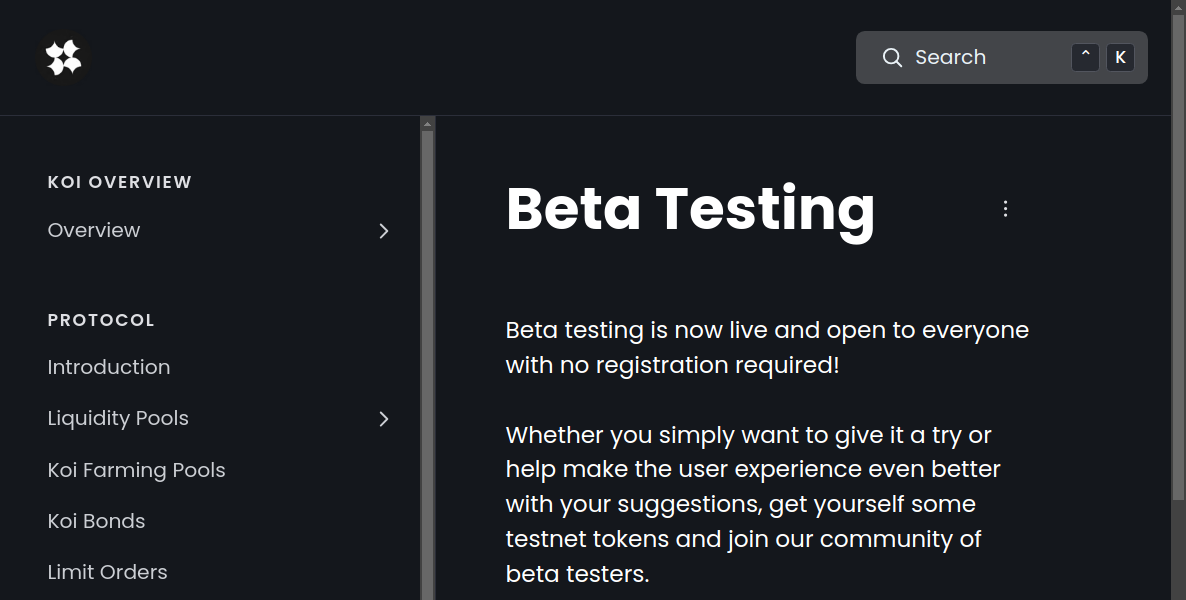 Search
⌃ K
KOI OVERVIEW
Overview
PROTOCOL
Introduction
Liquidity Pools
Koi Farming Pools
Koi Bonds
Limit Orders
Beta Testing
Beta testing is now live and open to everyone
with no registration required!
Whether you simply want to give it a try or
help make the user experience even better
with your suggestions, get yourself some
testnet tokens and join our community of
beta testers.